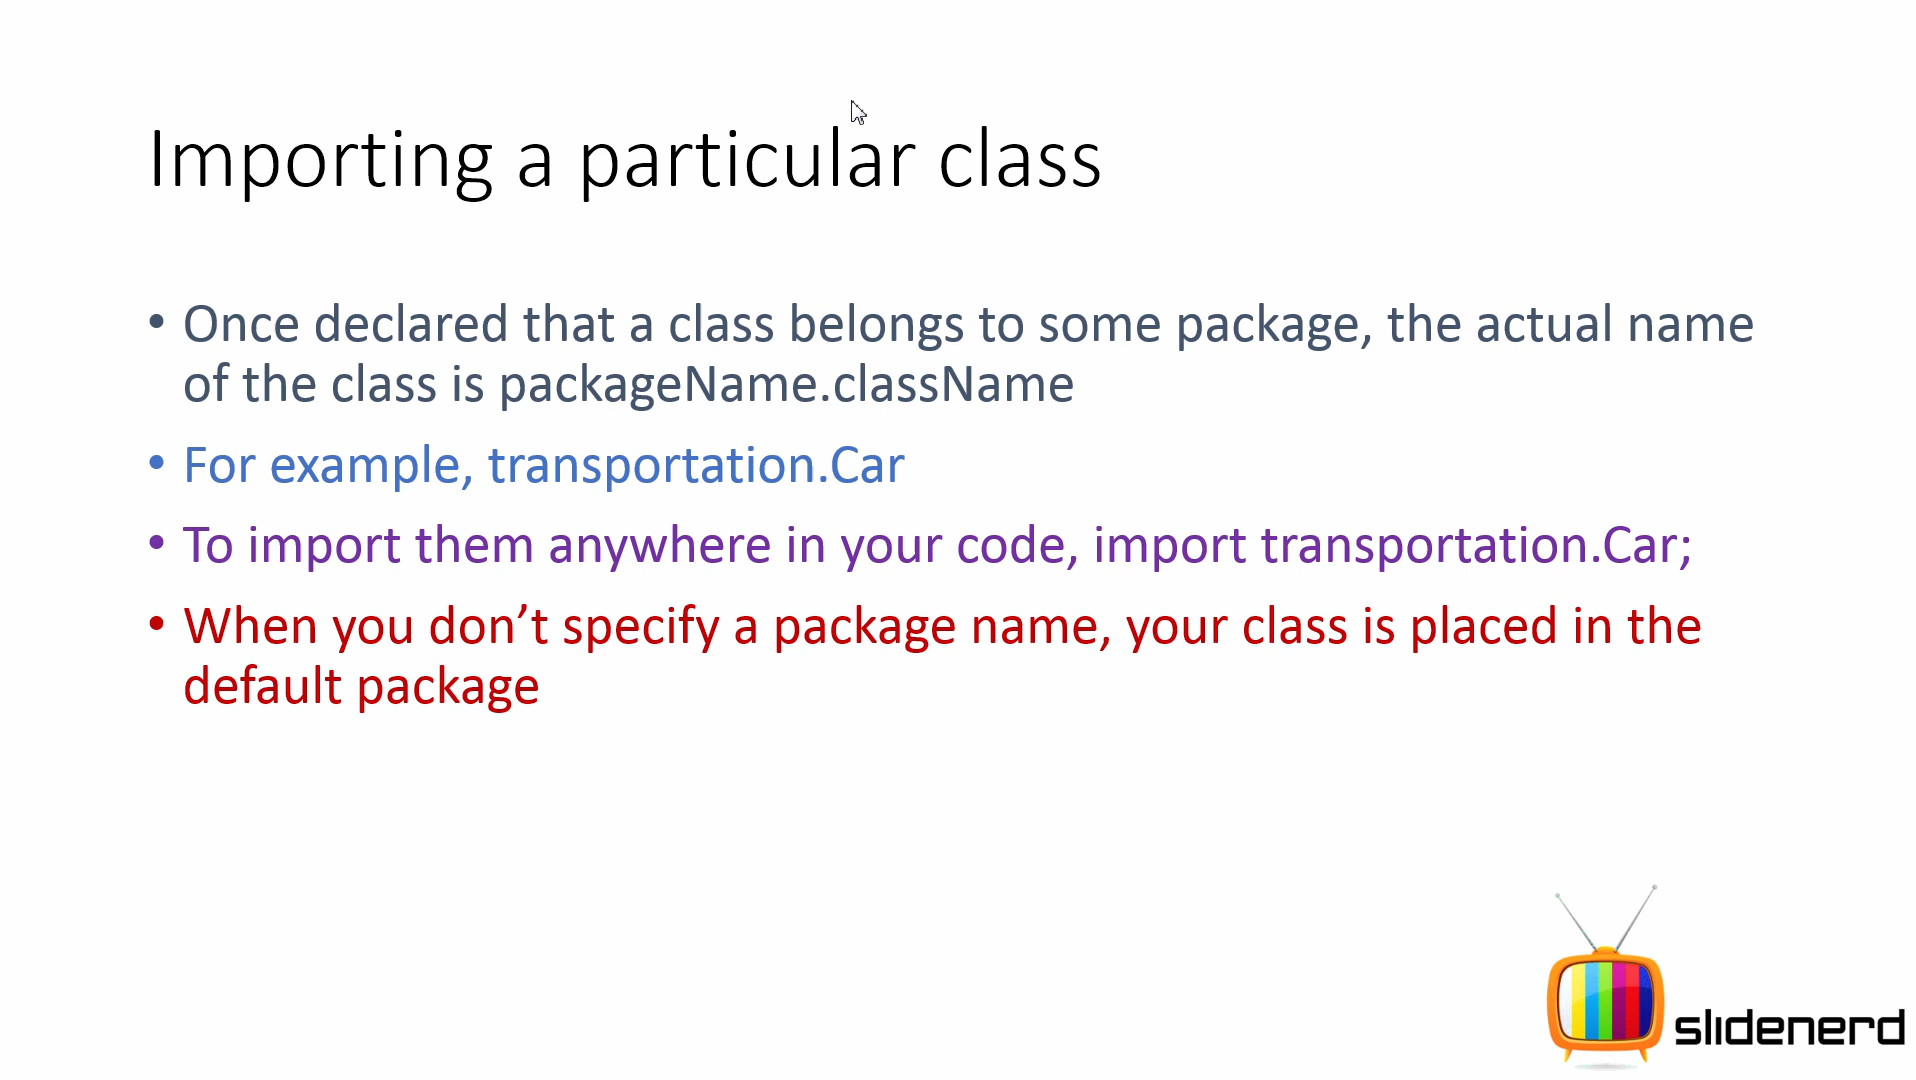 Importing a particular class
• Once declared that a class belongs to some package, the actual name
of the class is packageName.className
• For example, transportation.Car
• To import them anywhere in your code, import transportation.Car;
• When you don’t specify a package name, your class is placed in the
default package
slidenerd